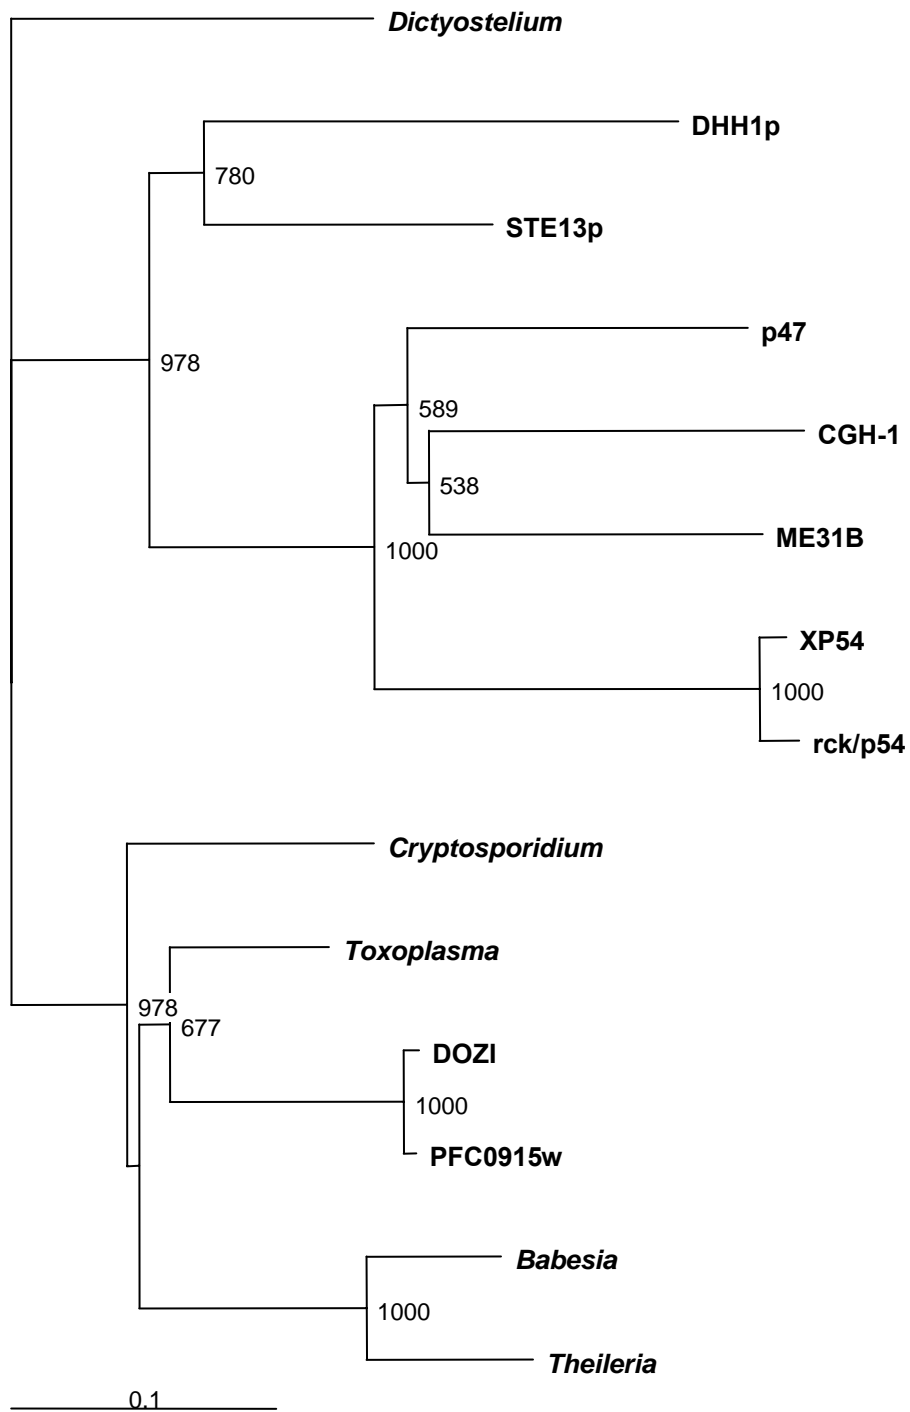 Dictyostelium
DHH1p
780
STE13p
p47
978
589
CGH-1
538
ME31B
1000
XP54
1000
rck/p54
Cryptosporidium
Toxoplasma
978
677
DOZI
1000
PFC0915w
Babesia
1000
Theileria
0.1